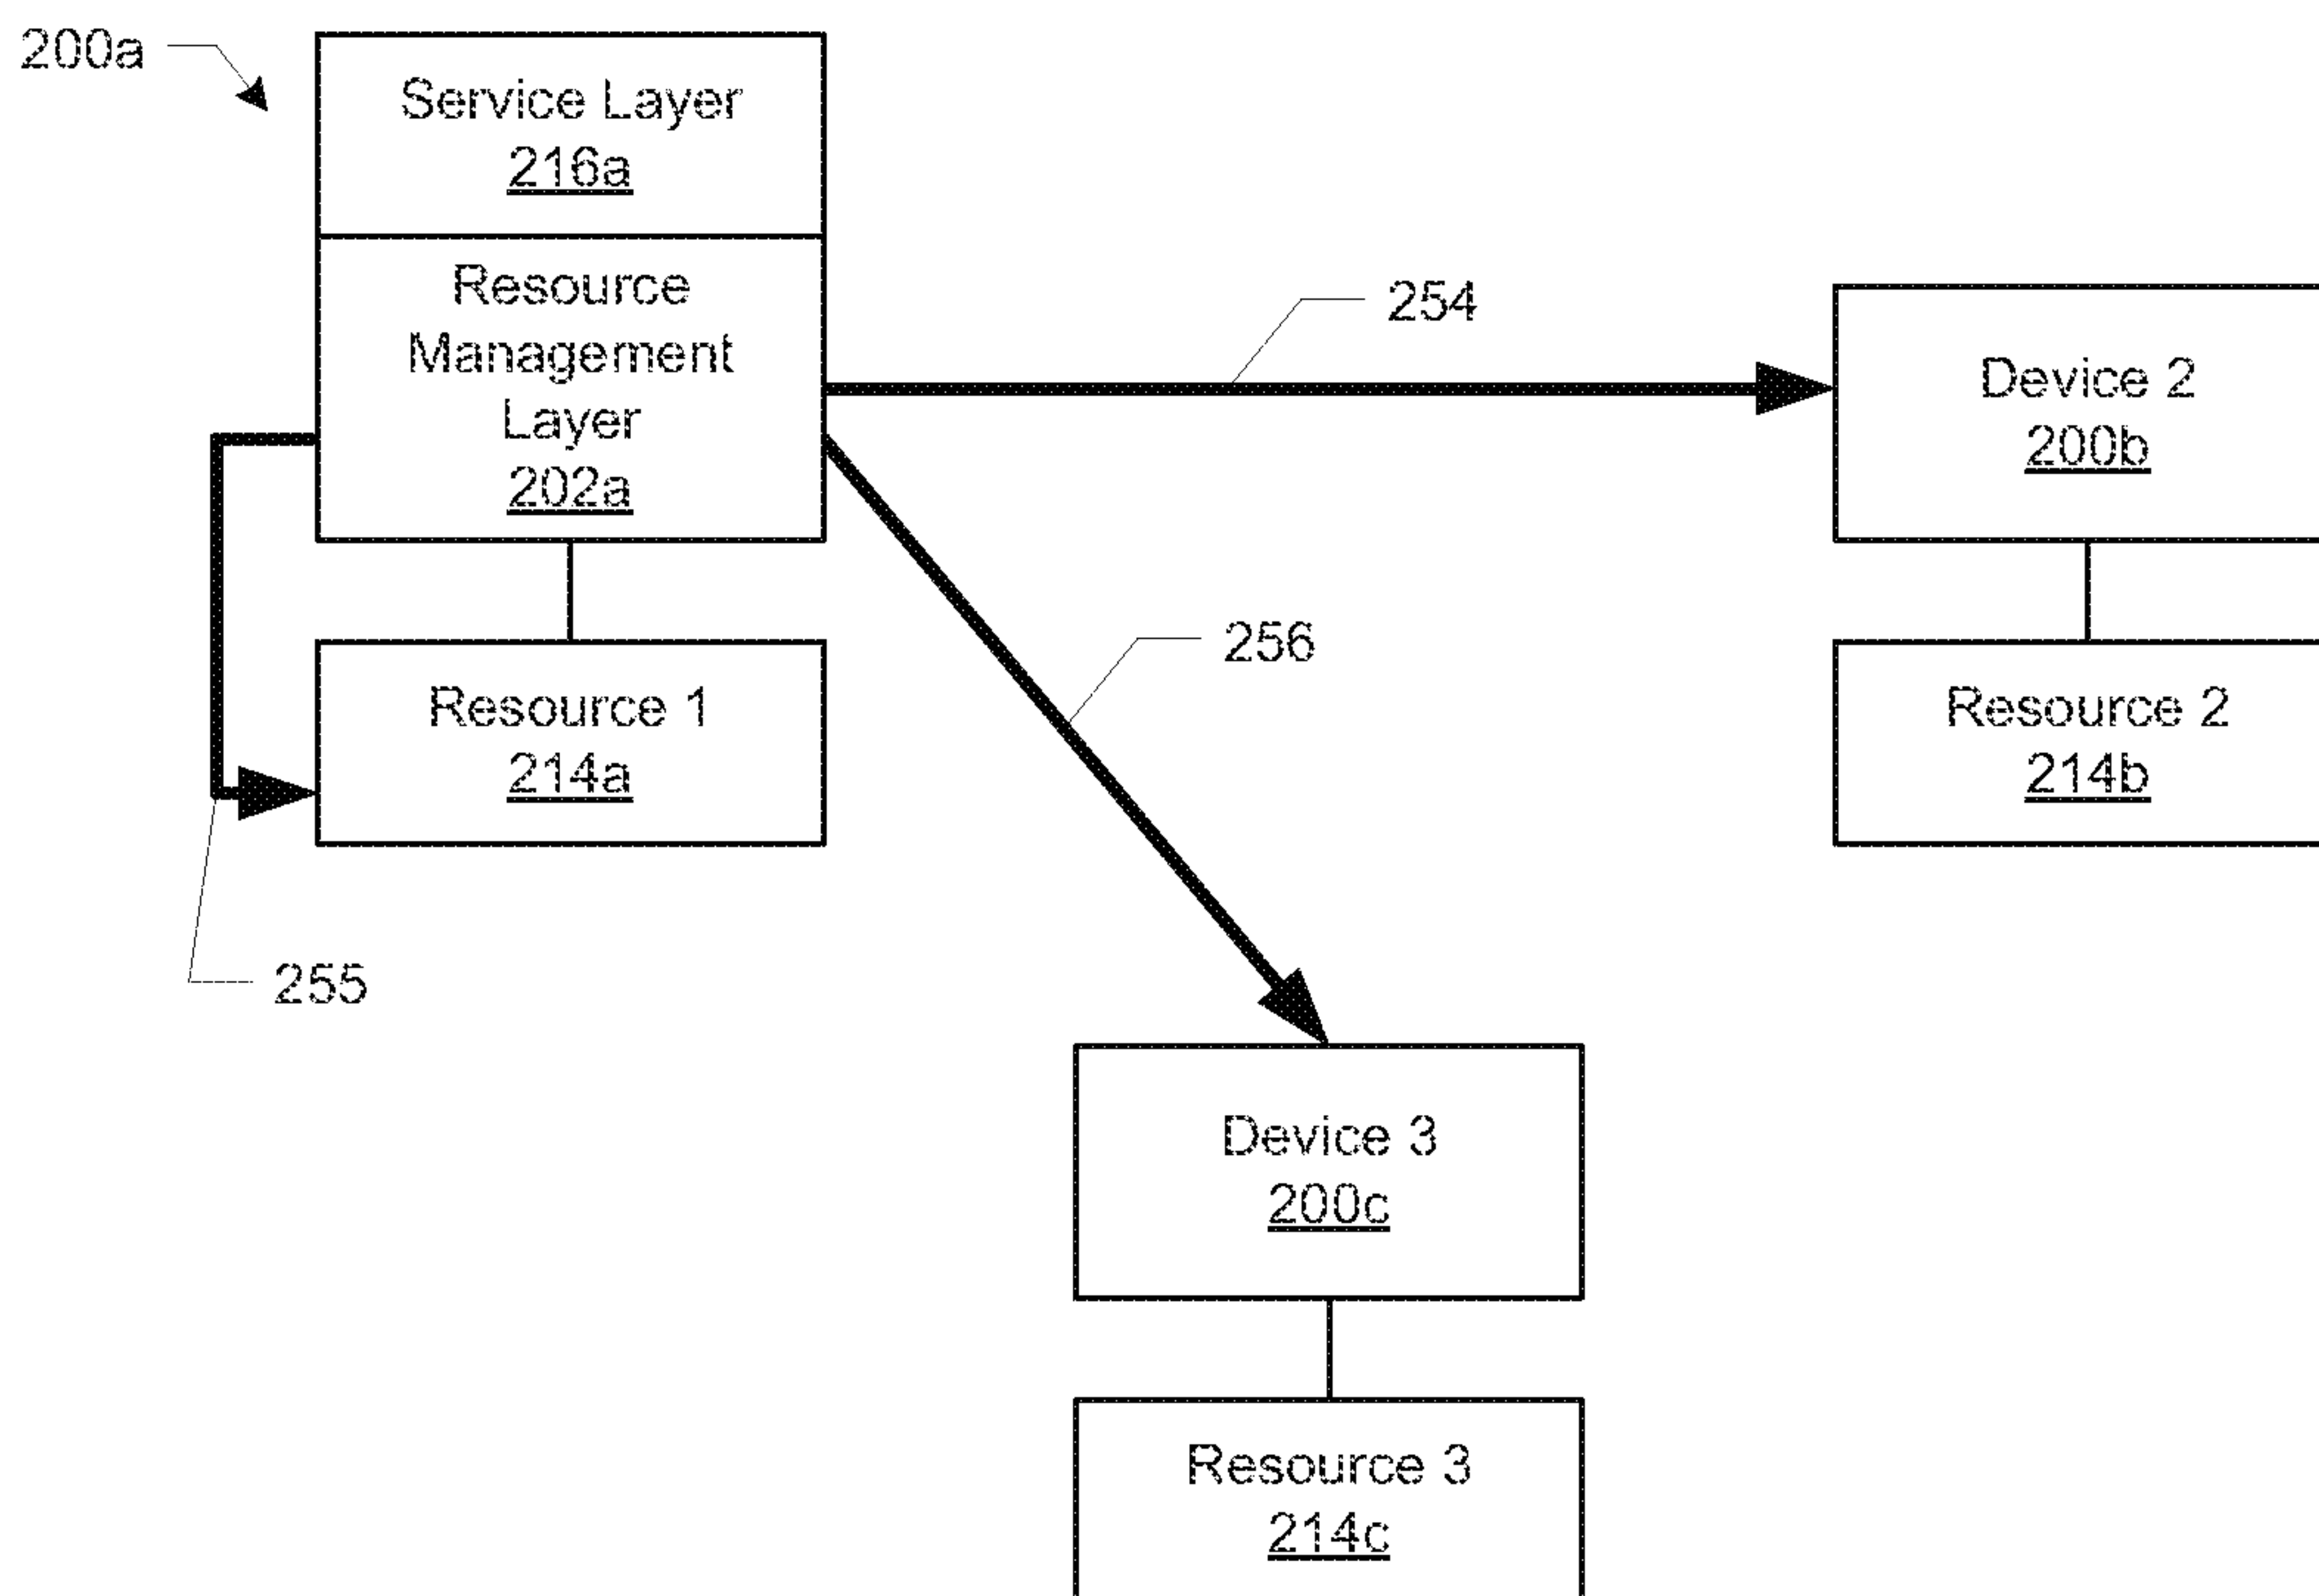 200a
Service Layer
216a
Resource
Management
Layer
202a
254
Device 2
200b
256
Resource 1
214a
Resource 2
214b
255
Device 3
200c
Resource 3
214c